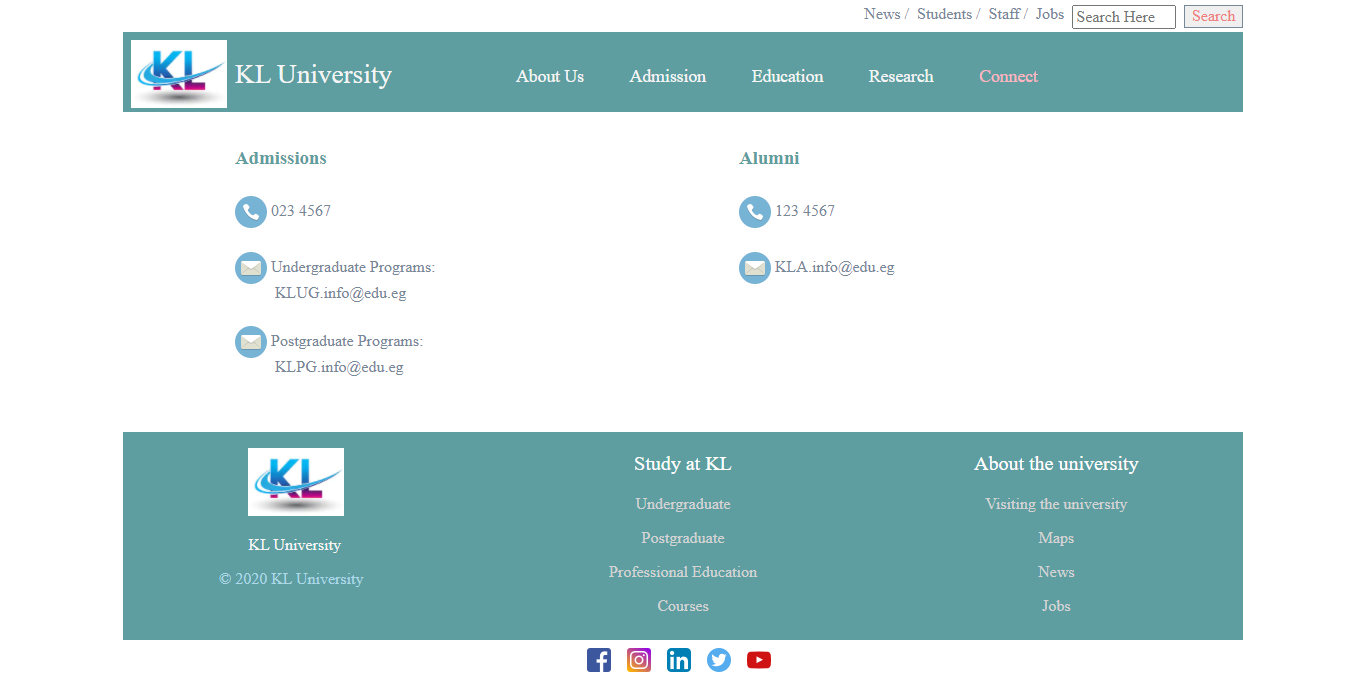 News / Students / Staff / Jobs Search Here Search
KL KL University About Us Admission Education Research Connect
Admissions
023 4567
Undergraduate Programs:
KLUG.info@edu.eg
Postgraduate Programs:
KLPG.info@edu.eg
Alumni
123 4567
KLA.info@edu.eg
KL
KL University
© 2020 KL University
Study at KL
Undergraduate
Postgraduate
Professional Education
Courses
About the university
Visiting the university
Maps
News
Jobs